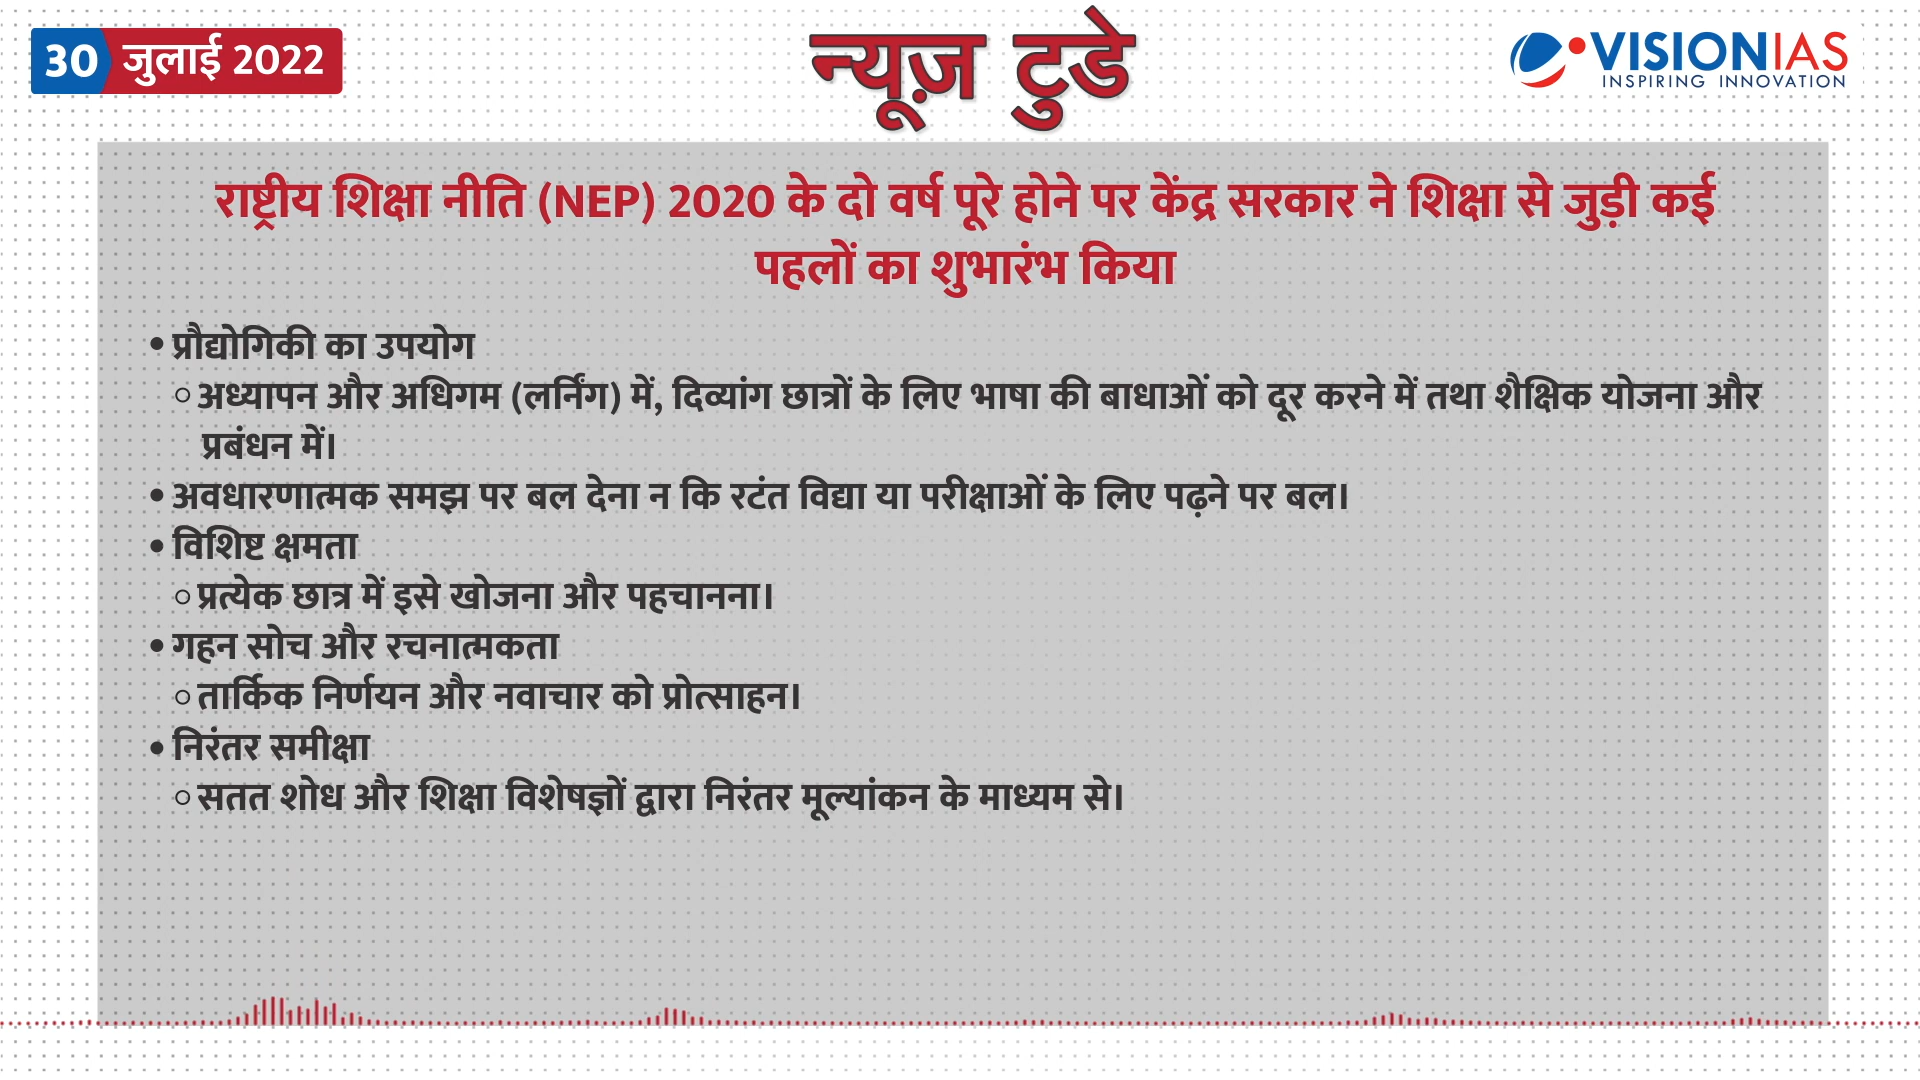 30 जुलाई 2022
न्यूज़ टुडे
VISIONIAS
INSPIRING INNOVATION
राष्ट्रीय शिक्षा नीति (NEP) 2020 के दो वर्ष पूरे होने पर केंद्र सरकार ने शिक्षा से जुड़ी कई
पहलों का शुभारंभ किया
• प्रौद्योगिकी का उपयोग
○ अध्यापन और अधिगम (लर्निंग) में, दिव्यांग छात्रों के लिए भाषा की बाधाओं को दूर करने में तथा शैक्षिक योजना और
प्रबंधन में।
• अवधारणात्मक समझ पर बल देना न कि रटंत विद्या या परीक्षाओं के लिए पढ़ने पर बल।
• विशिष्ट क्षमता
○ प्रत्येक छात्र में इसे खोजना और पहचानना।
• गहन सोच और रचनात्मकता
○ तार्किक निर्णयन और नवाचार को प्रोत्साहन।
• निरंतर समीक्षा
○ सतत शोध और शिक्षा विशेषज्ञों द्वारा निरंतर मूल्यांकन के माध्यम से।